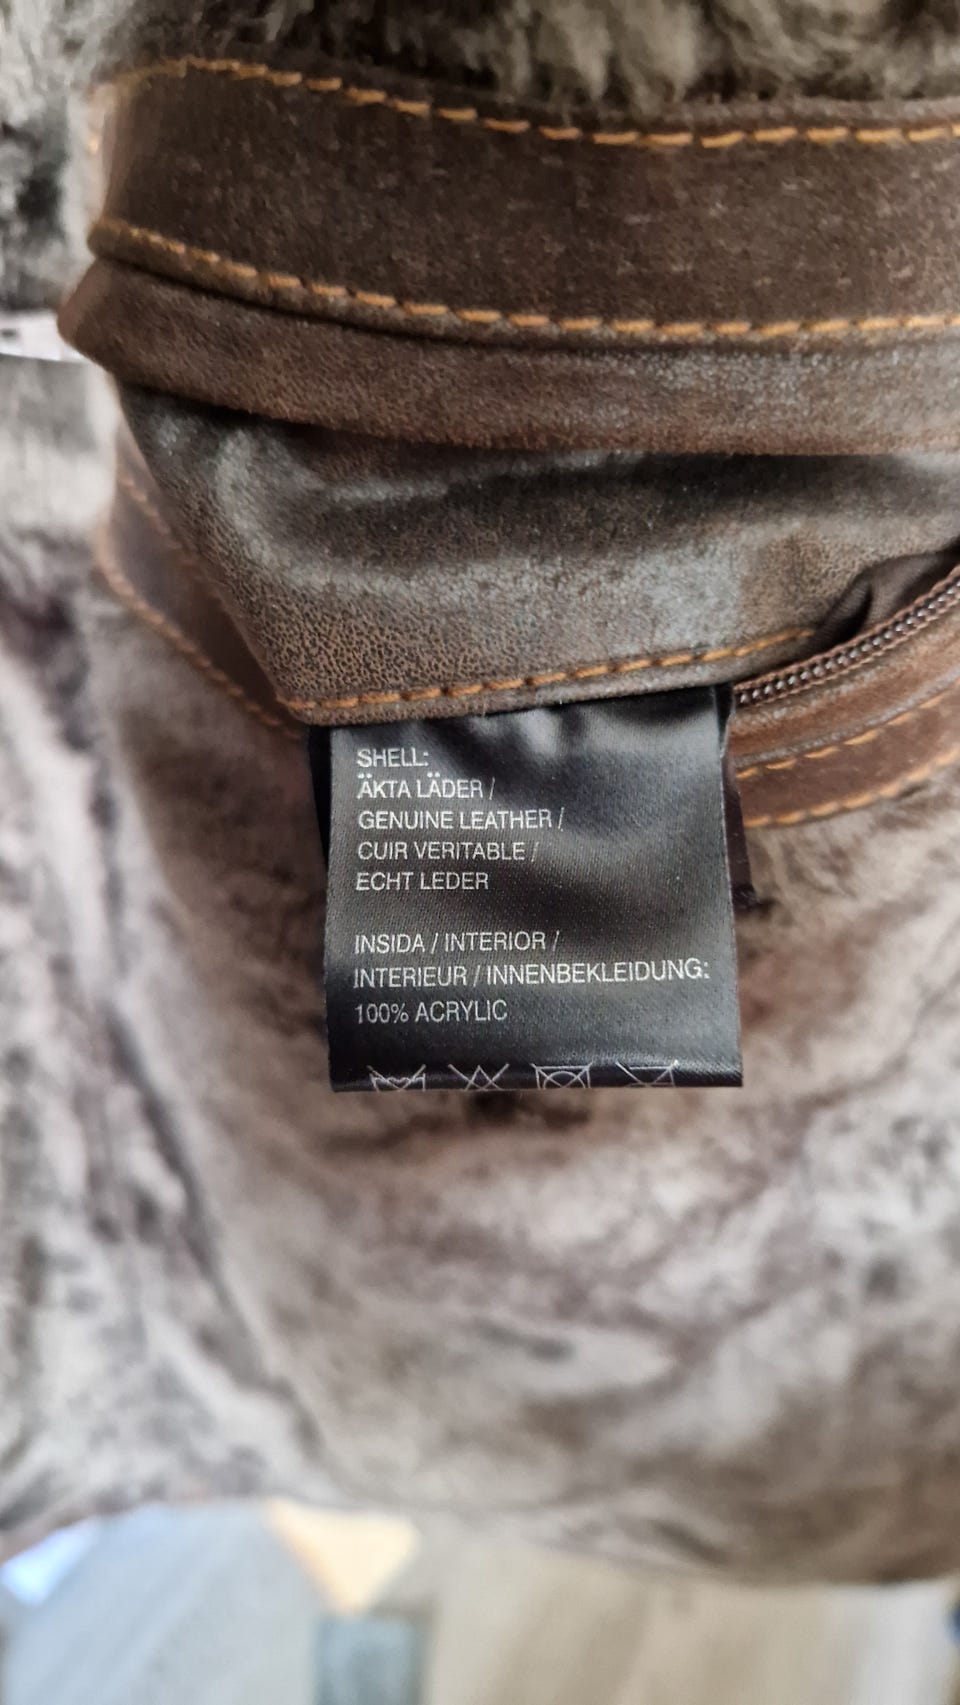 SHELL:
ÄKTA LÄDER /
GENUINE LEATHER /
CUIR VERITABLE /
ECHT LEDER
INSIDA / INTERIOR /
INTERIEUR / INNENBEKLEIDUNG:
100% ACRYLIC